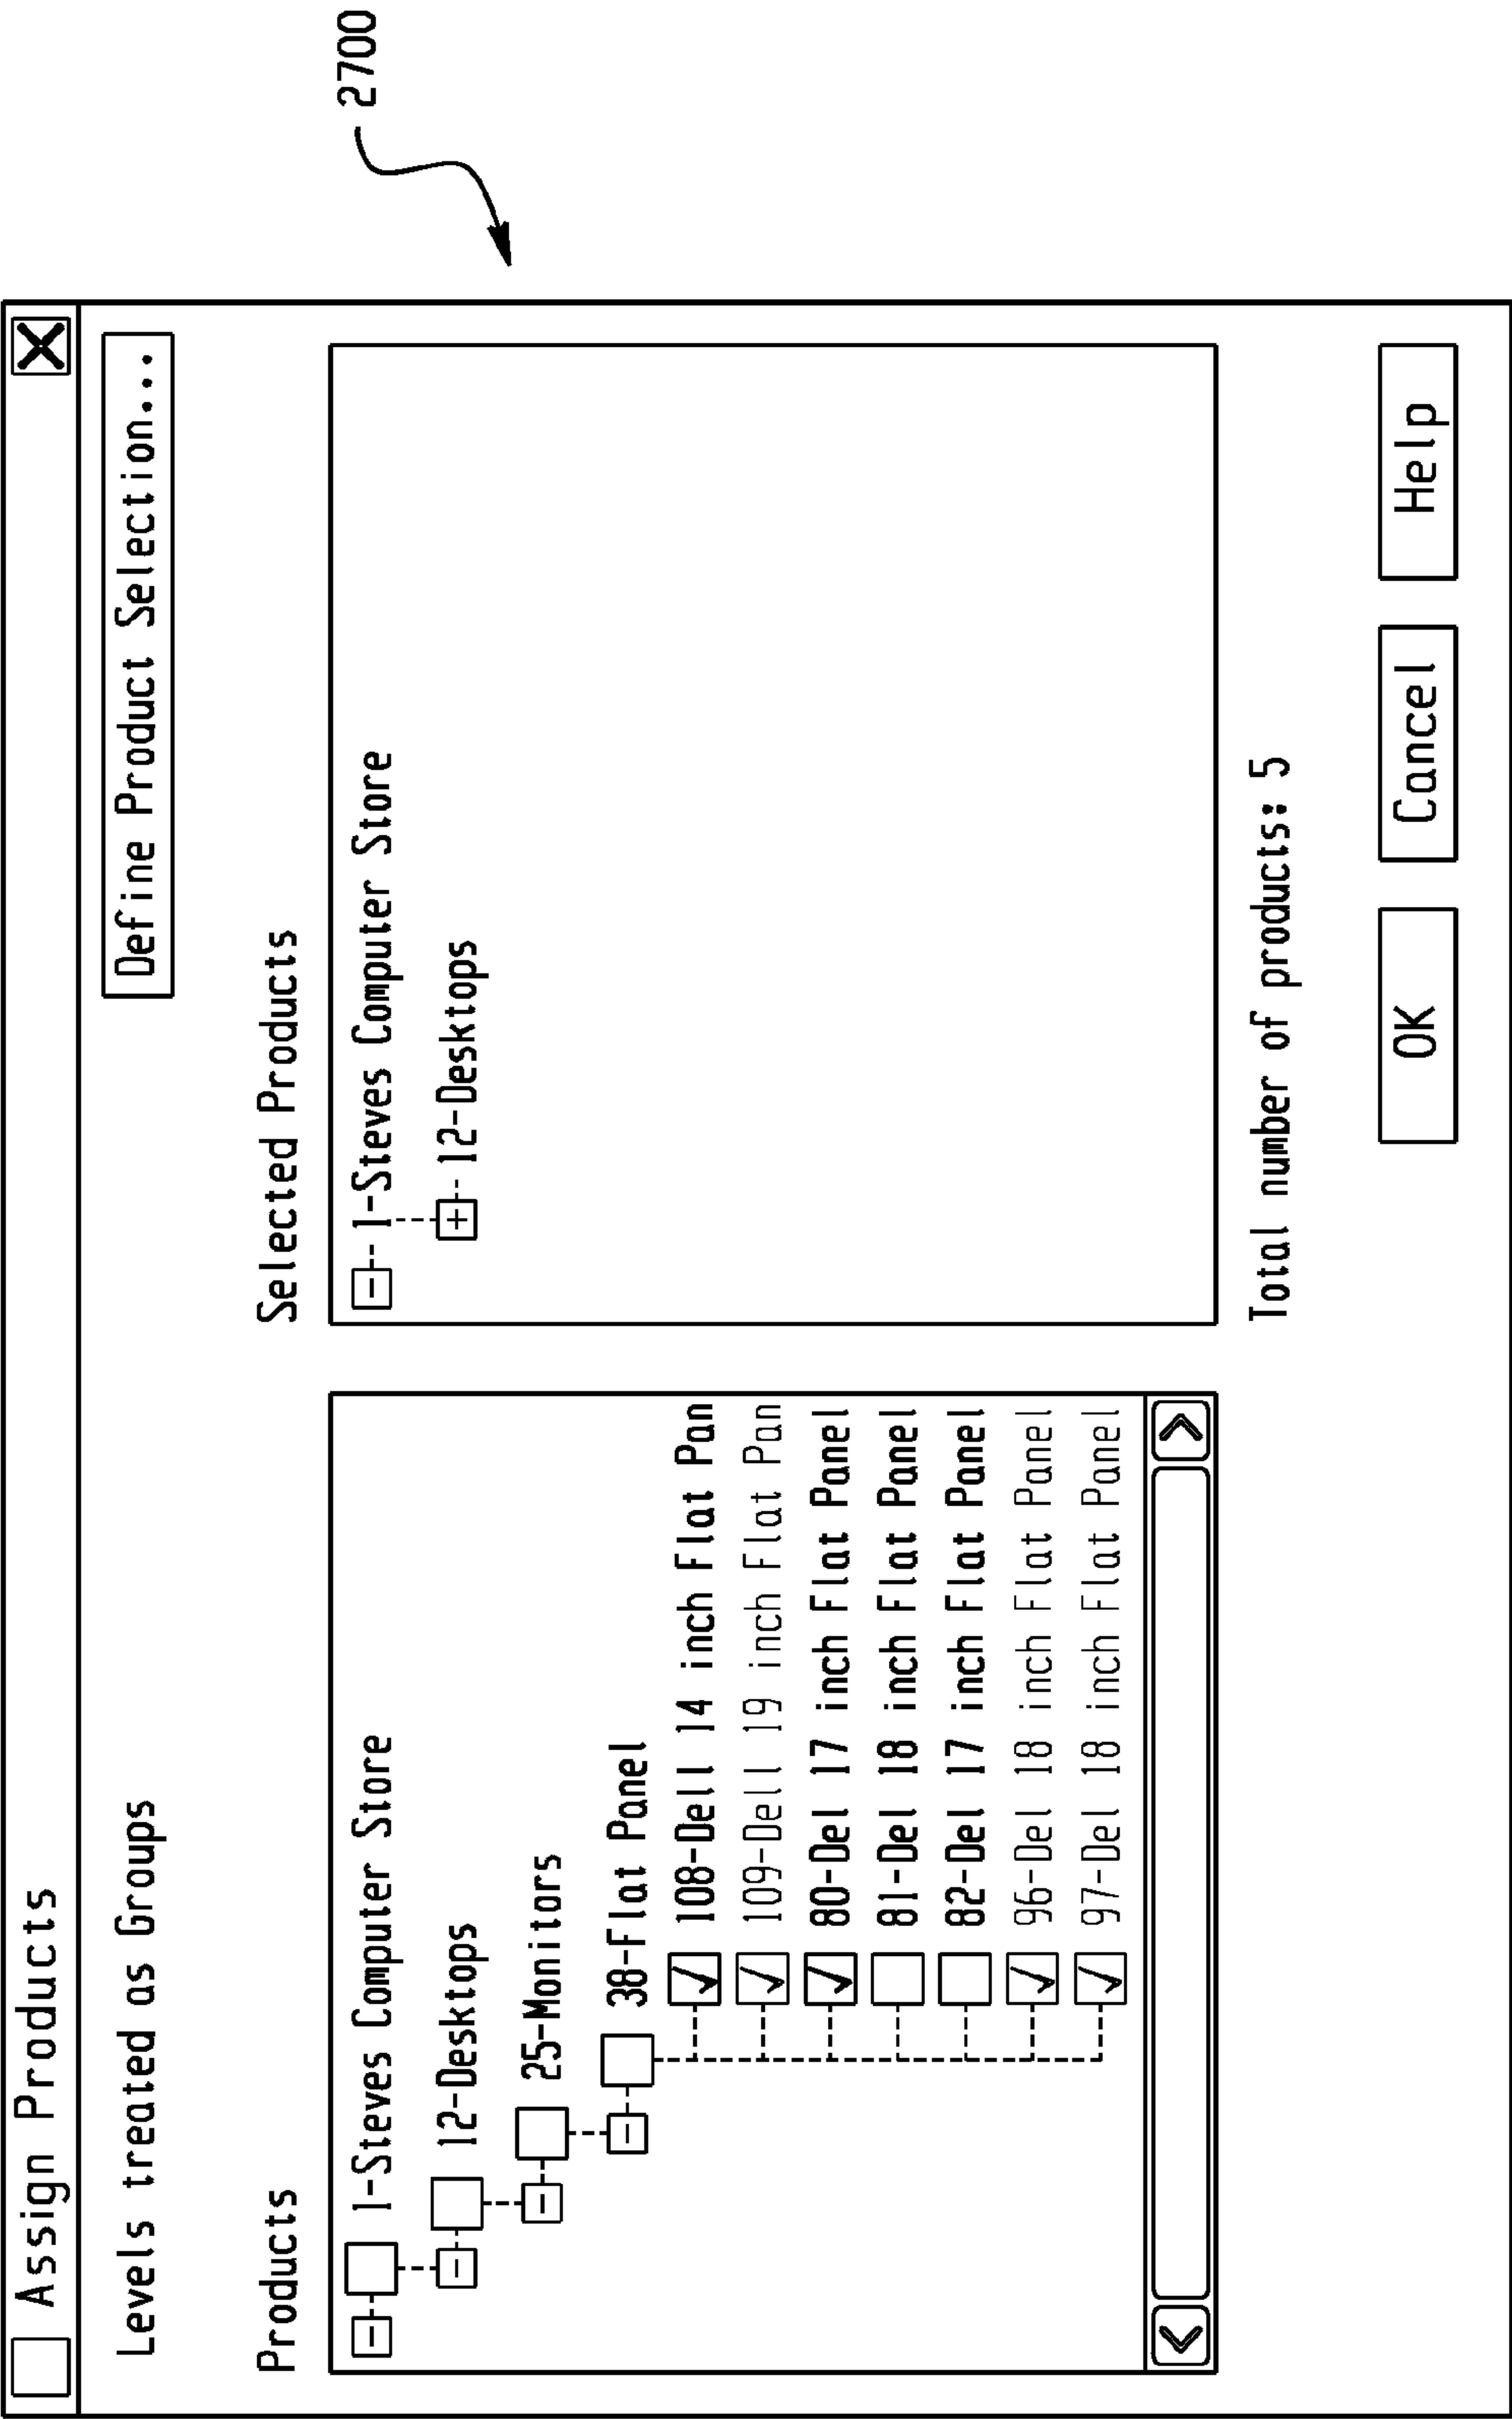 2700
Assign Products
Levels treated as Groups
Define Product Selection...
Products
Selected Products
1-Steves Computer Store
12-Desktops
25-Monitors
38-Flat Panel
108-Dell 14 inch Flat Pan
109-Dell 19 inch Flat Pan
80-Del 17 inch Flat Panel
81-Del 18 inch Flat Panel
82-Del 17 inch Flat Panel
96-Del 18 inch Flat Panel
97-Del 18 inch Flat Panel
1-Steves Computer Store
12-Desktops
Total number of products: 5
OK
Cancel
Help